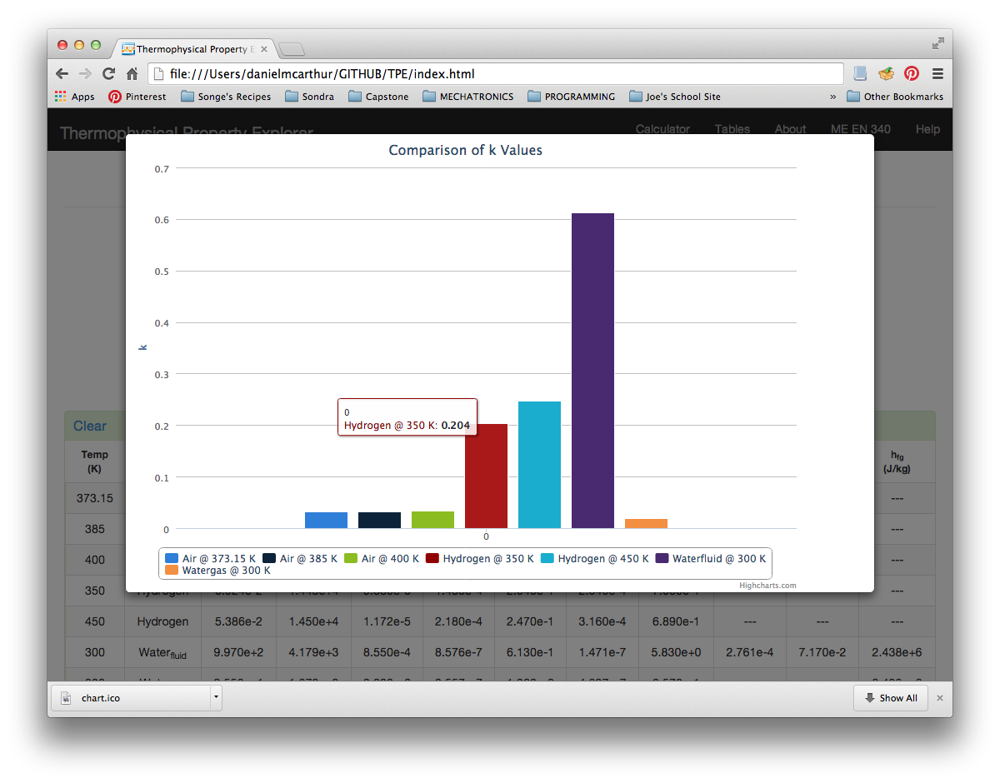 Thermophysical Property E
file:///Users/danielmcarthur/GITHUB/TPE/index.html
Apps Pinterest Songe's Recipes Sondra Capstone MECHATRONICS PROGRAMMING Joe's School Site » Other Bookmarks
Thermophysical Property Explorer Calculator Tables About ME EN 340 Help
Comparison of k Values
0.7
0.6
0.5
0.4
k
0.3
0.2
0.1
0
0
Hydrogen @ 350 K: 0.204
0
Air @ 373.15 K Air @ 385 K Air @ 400 K Hydrogen @ 350 K Hydrogen @ 450 K Waterfluid @ 300 K
Watergas @ 300 K
Highcharts.com
Clear
Temp
(K)
hfg
(J/kg)
373.15 ---
385 ---
400 ---
350 Hydrogen ---
450 Hydrogen 5.386e-2 1.450e+4 1.172e-5 2.180e-4 2.470e-1 3.160e-4 6.890e-1 --- --- ---
300 Waterfluid 9.970e+2 4.179e+3 8.550e-4 8.576e-7 6.130e-1 1.471e-7 5.830e+0 2.761e-4 7.170e-2 2.438e+6
chart.ico
Show All